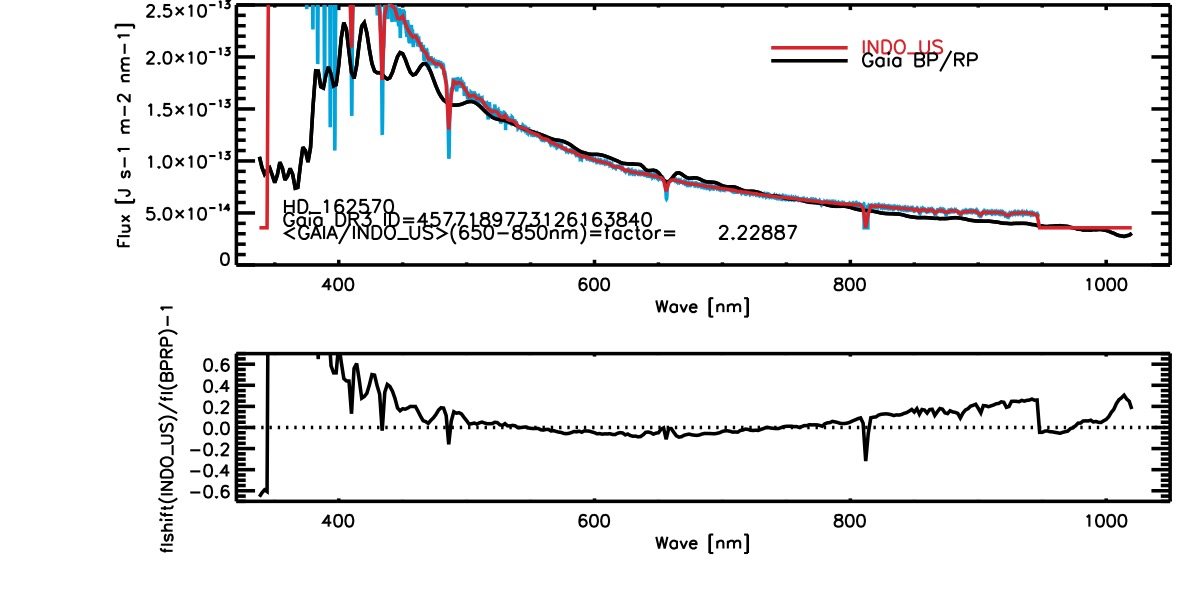 2.5×10−13
2.0×10−13
1.5×10−13
1.0×10−13
5.0×10−14
0
Flux [J s−1 m−2 nm−1]
INDO_US
Gaia BP/RP
HD_162570
Gaia DR3_ID=4577189773126163840
<GAIA/INDO_US>(650−850nm)=factor= 2.22887
400 600 800 1000
Wave [nm]
flshift(INDO_US)/fl(BPRP)−1
0.6
0.4
0.2
0.0
−0.2
−0.4
−0.6
400 600 800 1000
Wave [nm]